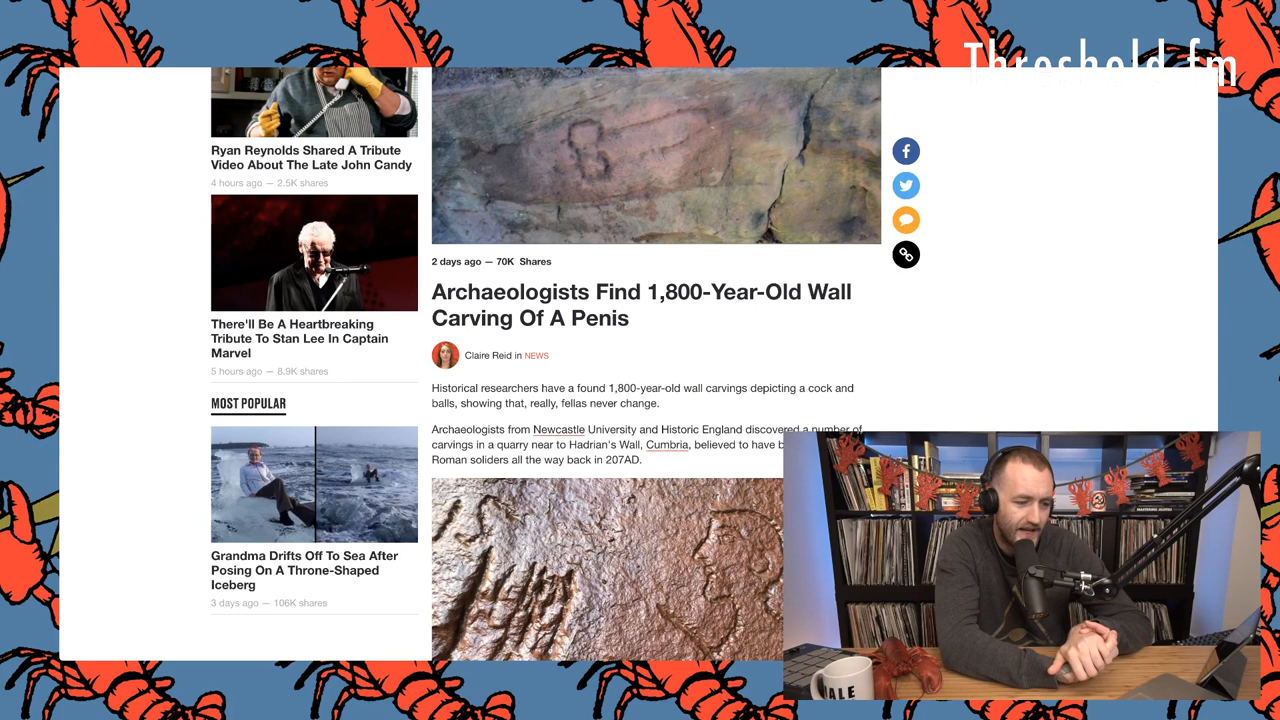 Threshold.fm
Ryan Reynolds Shared A Tribute
Video About The Late John Candy
4 hours ago — 2.5K shares
There'll Be A Heartbreaking
Tribute To Stan Lee In Captain
Marvel
5 hours ago — 8.9K shares
MOST POPULAR
Grandma Drifts Off To Sea After
Posing On A Throne-Shaped
Iceberg
3 days ago — 106K shares
2 days ago — 70K Shares
Archaeologists Find 1,800-Year-Old Wall
Carving Of A Penis
Claire Reid in NEWS
Historical researchers have a found 1,800-year-old wall carvings depicting a cock and
balls, showing that, really, fellas never change.
Archaeologists from Newcastle University and Historic England discovered a number of
carvings in a quarry near to Hadrian's Wall, Cumbria, believed to have b
Roman soliders all the way back in 207AD.